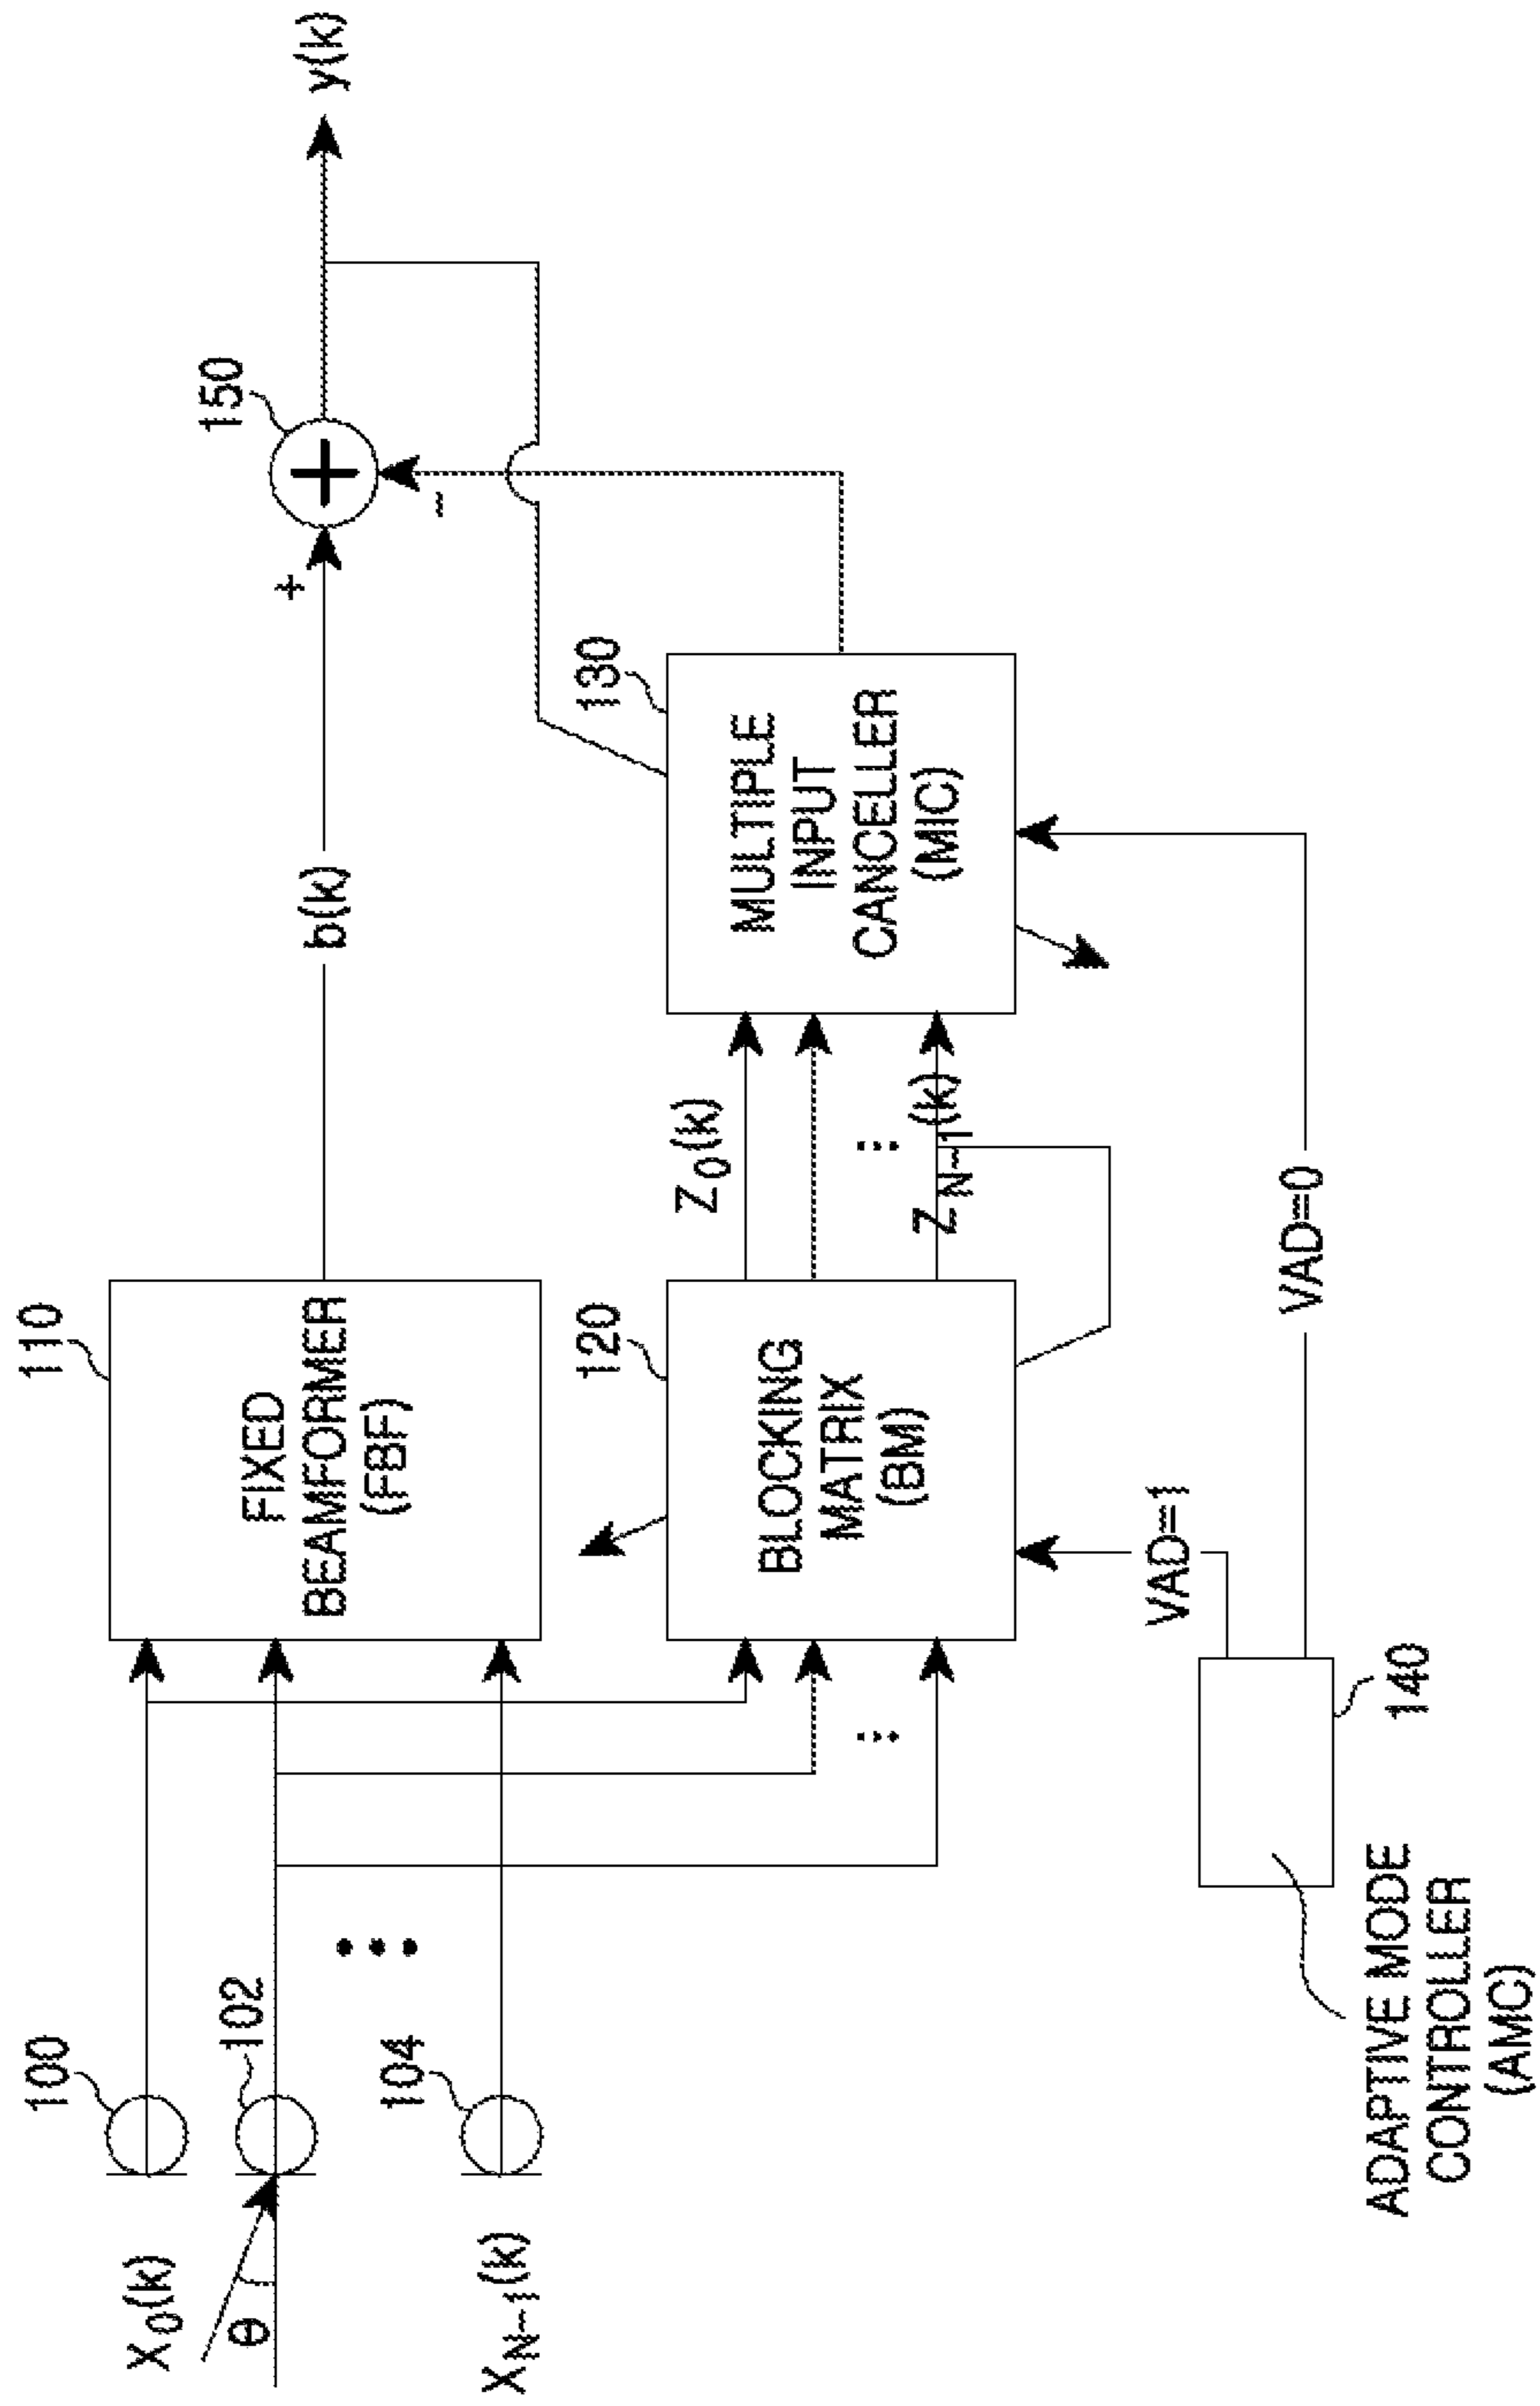 100
102
104
X0(k)
θ
XN-1(k)
110
FIXED
BEAMFORMER
(FBF)
b(k)
+
150
+
−
y(k)
120
BLOCKING
MATRIX
(BM)
Z0(k)
ZN-1(k)
130
MULTIPLE
INPUT
CANCELLER
(MIC)
VAD=1
VAD=0
140
ADAPTIVE MODE
CONTROLLER
(AMC)